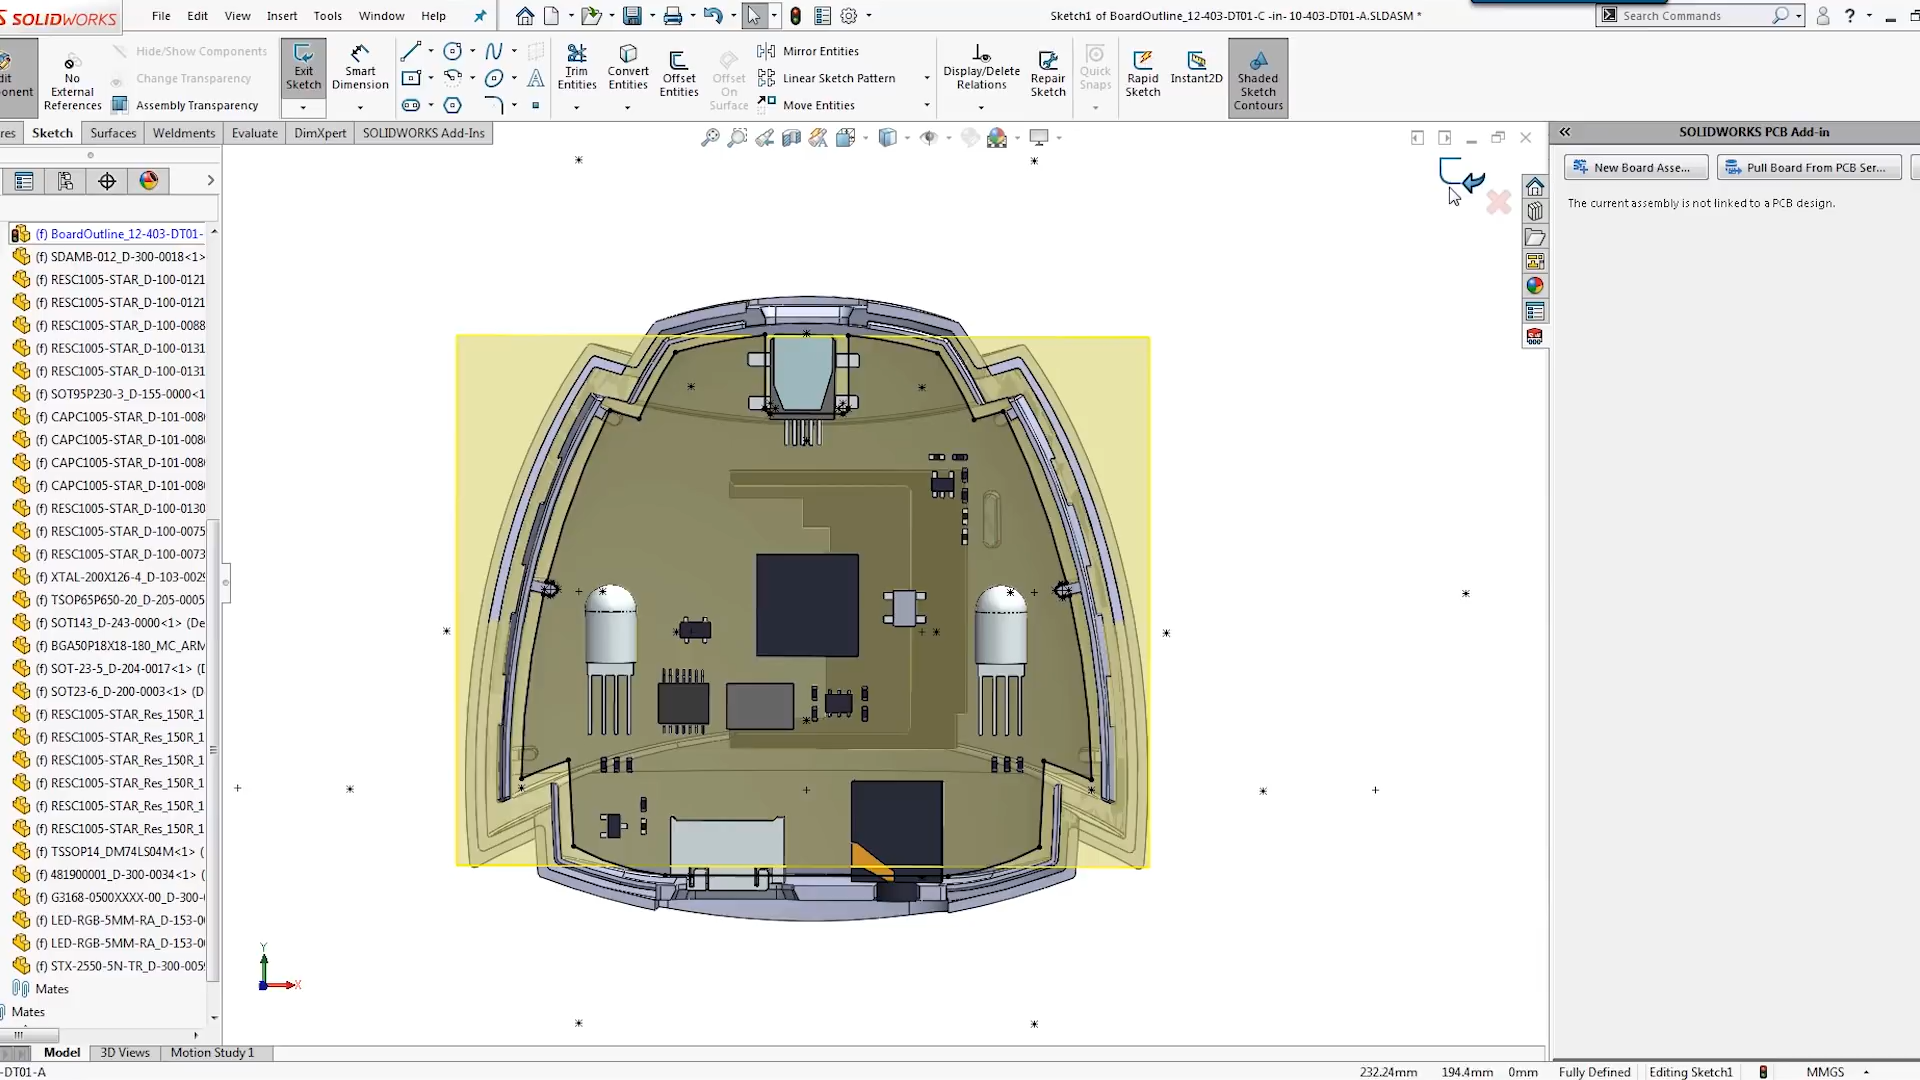 SOLIDWORKS
File Edit View Insert Tools Window Help
Sketch1 of BoardOutline_12-403-DT01-C -in- 10-403-DT01-A.SLDASM *
Search Commands
No External References
Hide/Show Components
Change Transparency
Assembly Transparency
Exit Sketch
Smart Dimension
Trim Entities
Convert Entities
Offset Entities
Offset On Surface
Mirror Entities
Linear Sketch Pattern
Move Entities
Display/Delete Relations
Repair Sketch
Quick Snaps
Rapid Sketch
Instant2D
Shaded Sketch Contours
res Sketch Surfaces Weldments Evaluate DimXpert SOLIDWORKS Add-Ins
SOLIDWORKS PCB Add-in
New Board Asse...
Pull Board From PCB Ser...
The current assembly is not linked to a PCB design.
(f) BoardOutline_12-403-DT01-
(f) SDAMB-012_D-300-0018<1>
(f) RESC1005-STAR_D-100-0121
(f) RESC1005-STAR_D-100-0121
(f) RESC1005-STAR_D-100-0088
(f) RESC1005-STAR_D-100-0131
(f) RESC1005-STAR_D-100-0131
(f) SOT95P230-3_D-155-0000<1
(f) CAPC1005-STAR_D-101-008
(f) CAPC1005-STAR_D-101-008
(f) CAPC1005-STAR_D-101-008
(f) CAPC1005-STAR_D-101-008
(f) RESC1005-STAR_D-100-0130
(f) RESC1005-STAR_D-100-0075
(f) RESC1005-STAR_D-100-0073
(f) XTAL-200X126-4_D-103-0029
(f) TSOP65P650-20_D-205-0005
(f) SOT143_D-243-0000<1> (De
(f) BGA50P18X18-180_MC_ARM
(f) SOT-23-5_D-204-0017<1> (D
(f) SOT23-6_D-200-0003<1> (D
(f) RESC1005-STAR_Res_150R_1
(f) RESC1005-STAR_Res_150R_1
(f) RESC1005-STAR_Res_150R_1
(f) RESC1005-STAR_Res_150R_1
(f) RESC1005-STAR_Res_150R_1
(f) RESC1005-STAR_Res_150R_1
(f) TSSOP14_DM74LS04M<1> (
(f) 481900001_D-300-0034<1> (
(f) G3168-0500XXXX-00_D-300-
(f) LED-RGB-5MM-RA_D-153-0
(f) LED-RGB-5MM-RA_D-153-0
(f) STX-2550-5N-TR_D-300-005
Mates
Mates
Y
X
Model 3D Views Motion Study 1
-DT01-A
232.24mm 194.4mm 0mm Fully Defined Editing Sketch1 MMGS